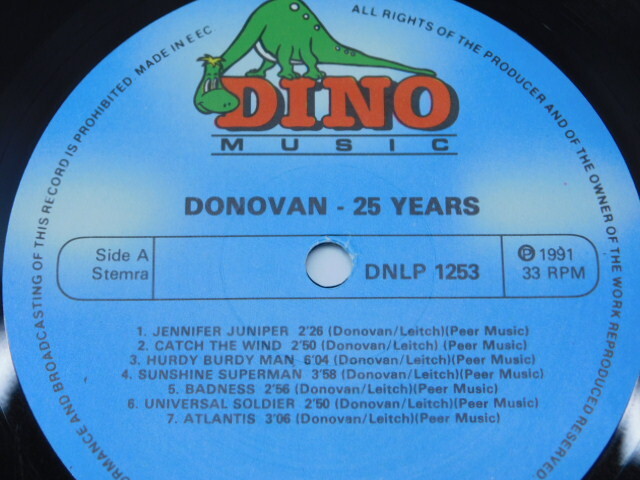 DINO
MUSIC
DONOVAN - 25 YEARS
Side A
Stemra
DNLP 1253
P 1991
33 RPM
1. JENNIFER JUNIPER 2'26 (Donovan/Leitch)(Peer Music)
2. CATCH THE WIND 2'50 (Donovan/Leitch) (Peer Music)
3. HURDY BURDY MAN 6'04 (Donovan/Leitch)(Peer Music)
4. SUNSHINE SUPERMAN 3'58 (Donovan/Leitch)(Peer Music)
5. BADNESS 2'56 (Donovan/Leitch)(Peer Music)
6. UNIVERSAL SOLDIER 2'50 (Donovan/Leitch)(Peer Music)
7. ATLANTIS 3'06 (Donovan/Leitch)(Peer Music)
ALL RIGHTS OF THE PRODUCER AND OF THE OWNER OF THE WORK REPRODUCED RESERVED
AND BROADCASTING OF THIS RECORD IS PROHIBITED. MADE IN EEC